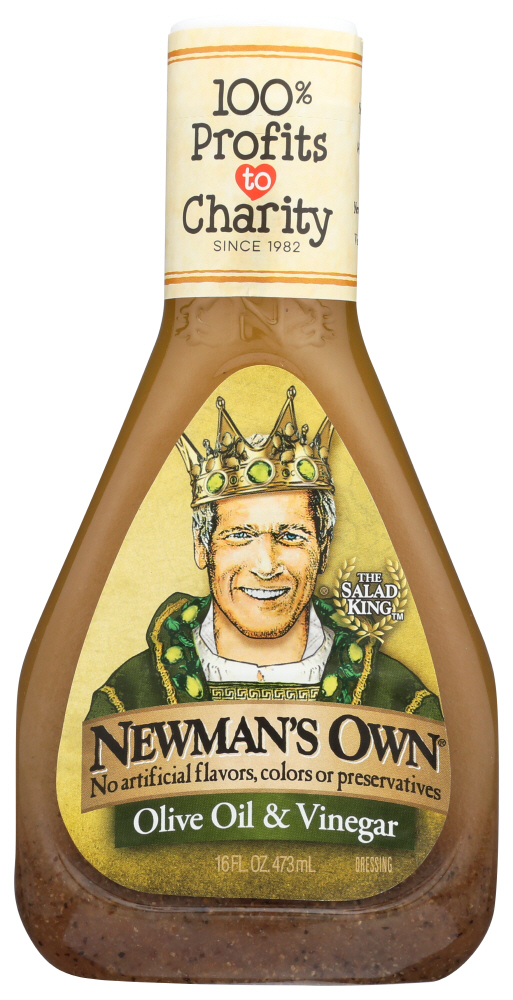 100%
Profits
to
Charity
SINCE 1982
THE
SALAD
KING™
®
NEWMAN'S OWN®
No artificial flavors, colors or preservatives
Olive Oil & Vinegar
16 FL. OZ. 473 mL DRESSING